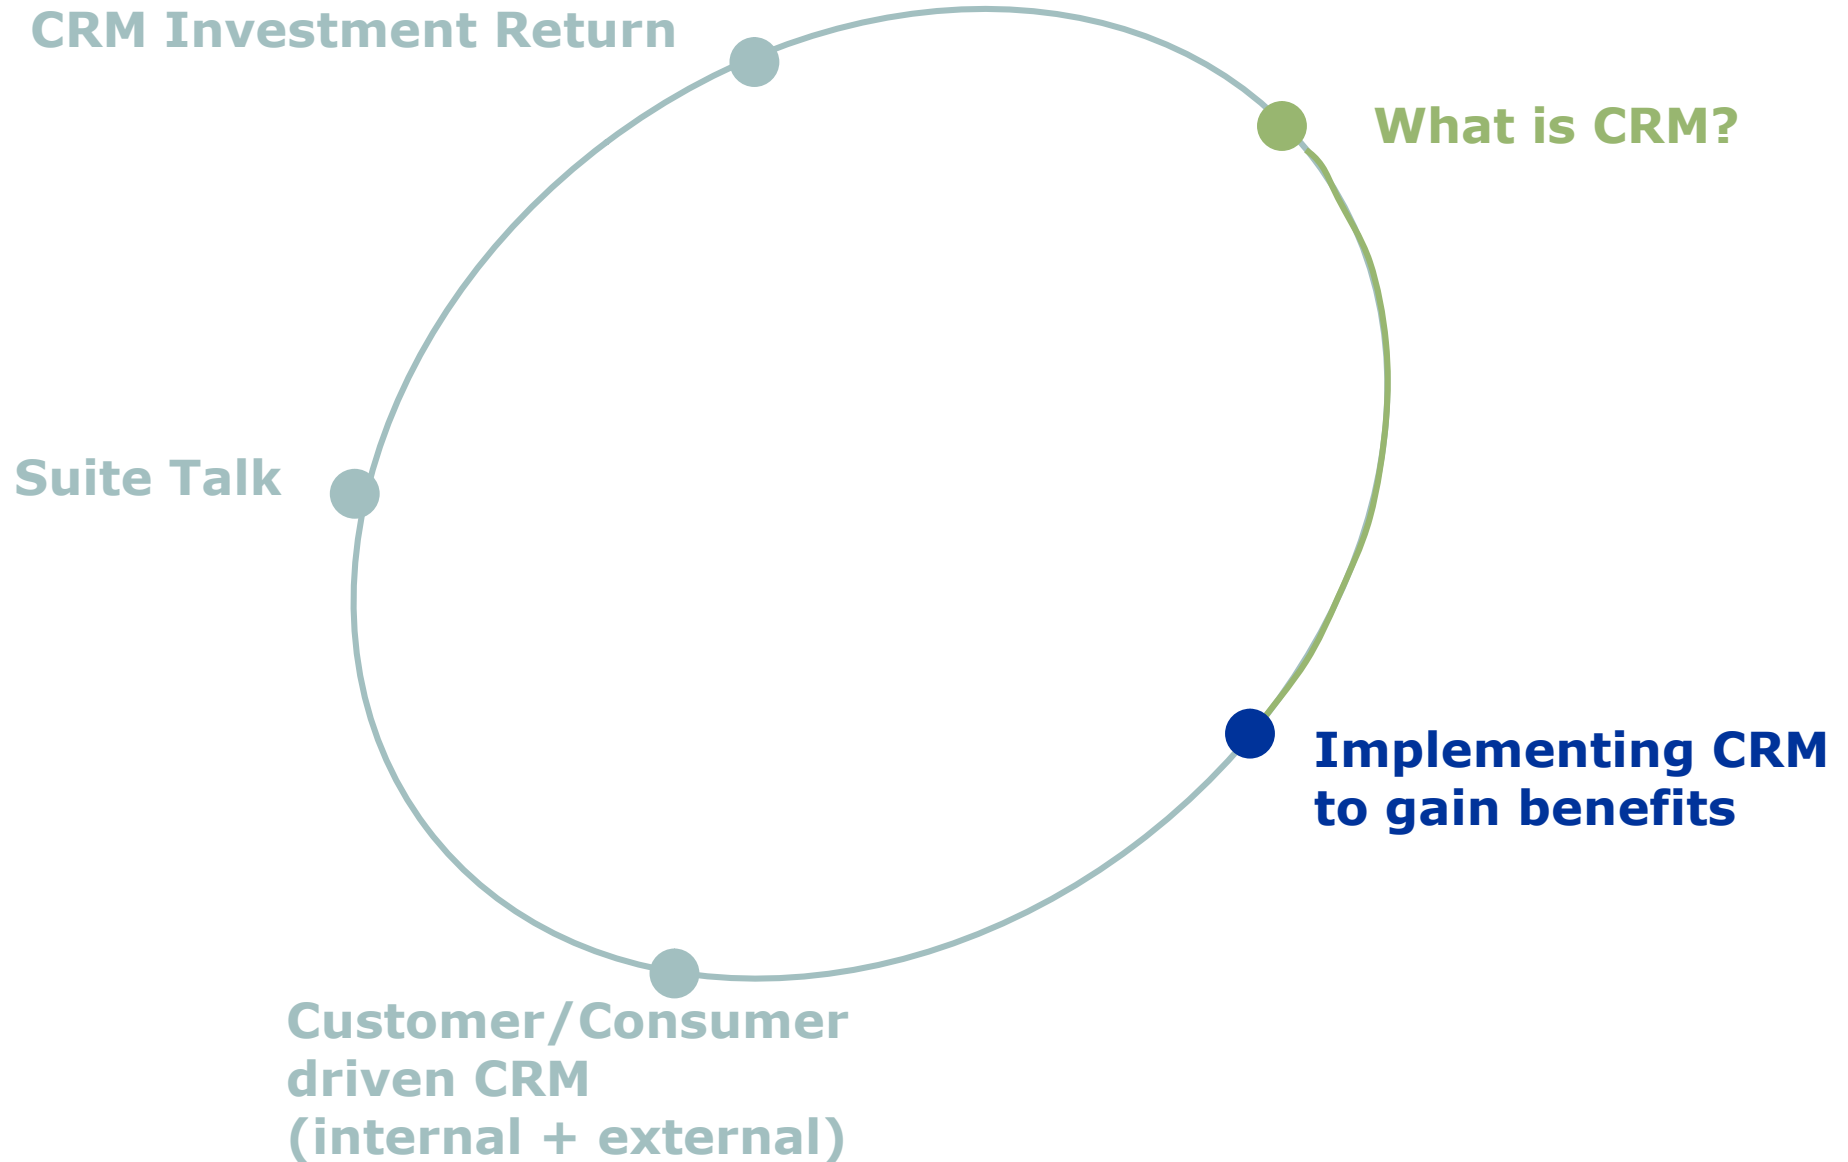 CRM Investment Return
What is CRM?
Suite Talk
Implementing CRM
to gain benefits
Customer/Consumer
driven CRM
(internal + external)